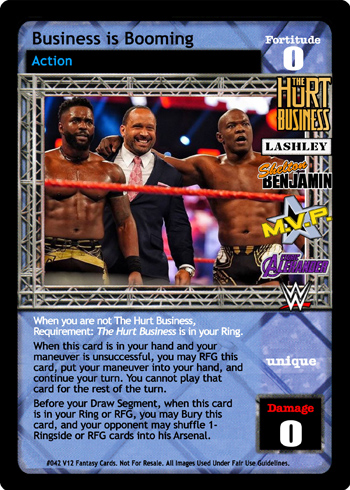 Business is Booming
Fortitude
0
Action
THE
HURT
BUSINESS
LASHLEY
Shelton
BENJAMIN
M.V.P.
ALEXANDER
W
When you are not The Hurt Business,
Requirement: The Hurt Business is in your Ring.
When this card is in your hand and your
maneuver is unsuccessful, you may RFG this
card, put your maneuver into your hand, and
continue your turn. You cannot play that
card for the rest of the turn.
unique
Before your Draw Segment, when this card
is in your Ring or RFG, you may Bury this
card, and your opponent may shuffle 1-
Ringside or RFG cards into his Arsenal.
Damage
0
#042 V12 Fantasy Cards. Not For Resale. All Images Used Under Fair Use Guidelines.